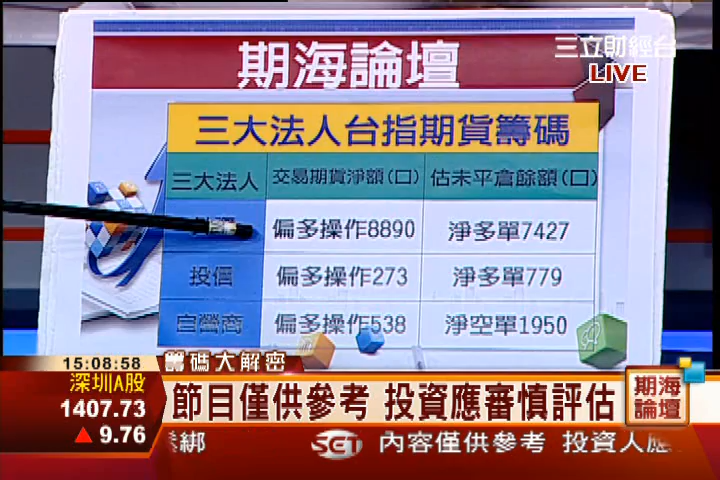 三立財經台
LIVE
期海論壇
三大法人台指期貨籌碼
三大法人 交易期貨淨額(口) 估未平倉餘額(口)
偏多操作8890 淨多單7427
投信 偏多操作273 淨多單779
自營商 偏多操作538 淨空單1950
15:08:58 籌碼大解密
深圳A股
1407.73
▲ 9.76
節目僅供參考 投資應審慎評估
期海
論壇
綁 SET 內容僅供參考 投資人應